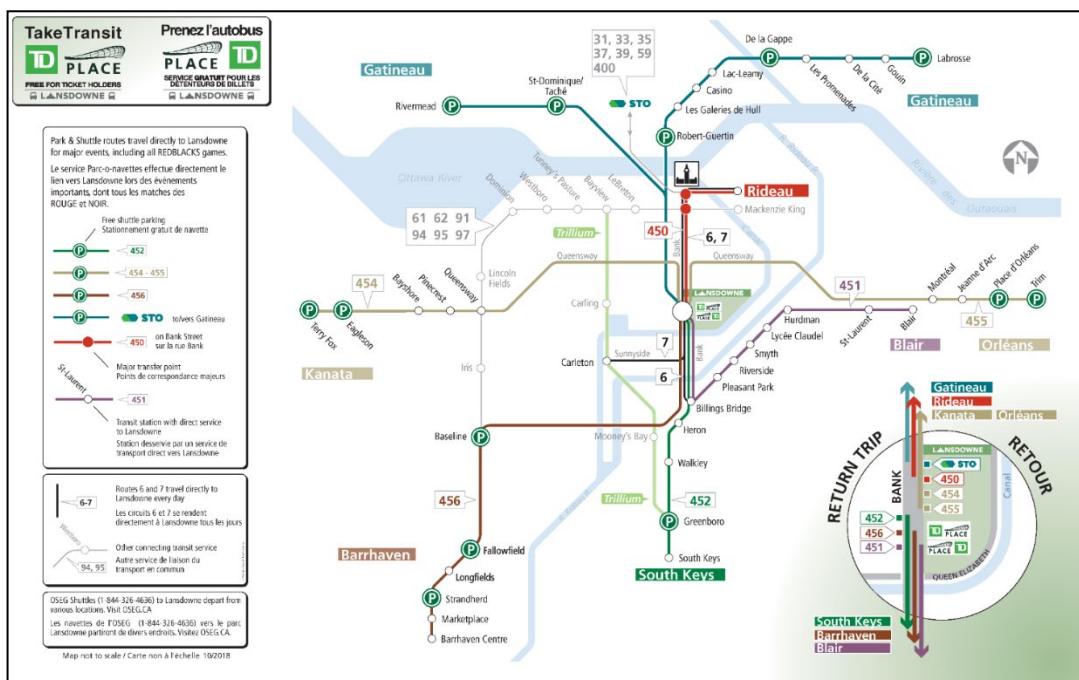 TakeTransit
TD PLACE
FREE FOR TICKET HOLDERS
LANSDOWNE
Prenez l'autobus
PLACE TD
SERVICE GRATUIT POUR LES
DÉTENTEURS DE BILLETS
LANSDOWNE
Park & Shuttle routes travel directly to Lansdowne
for major events, including all REDBLACKS games.
Le service Parc-o-navettes effectue directement le
lien vers Lansdowne lors des événements
importants, dont tous les matches des
ROUGE et NOIR.
Free shuttle parking
Stationnement gratuit de navette
P 452
P 454 - 455
P 456
P STO to/vers Gatineau
450 on Bank Street
sur la rue Bank
Major transfer point
Points de correspondance majeurs
St-Laurent
451
Transit station with direct service
to Lansdowne
Station desservie par un service de
transport direct vers Lansdowne
6-7
Routes 6 and 7 travel directly to
Lansdowne every day
Les circuits 6 et 7 se rendent
directement à Lansdowne tous les jours
Westboro
94, 95
Other connecting transit service
Autre service de liaison du
transport en commun
OSEG Shuttles (1-844-326-4636) to Lansdowne depart from
various locations. Visit OSEG.CA
Les navettes de l'OSEG (1-844-326-4636) vers le parc
Lansdowne partiront de divers endroits. Visitez OSEG.CA.
Map not to scale / Carte non à l'échelle 10/2018
Gatineau
31, 33, 35
37, 39, 59
400
STO
Rivermead
P
St-Dominique/
Taché
P
De la Gappe
P
Les Promenades
De la Cité
Gouin
P
Labrosse
Gatineau
Lac-Leamy
Casino
Les Galeries de Hull
P
Robert-Guertin
N
R. Rideau R.
Rivière des Outaouais
Ottawa River
Rideau
Mackenzie King
Dominion
Westboro
Tunney's Pasture
Bayview
LeBreton
61 62 91
94 95 97
Trillium
450
Bank
6, 7
Canal
Lincoln
Fields
Queensway
Queensway
454
P
Terry Fox
P
Eagleson
Bayshore
Pinecrest
Queensway
Kanata
Carling
LANSDOWNE
TD PLACE
PLACE TD
451
Montréal
Jeanne d'Arc
Place d'Orléans
P
Trim
P
455
Orléans
Hurdman
Lycée Claudel
St-Laurent
Blair
Blair
Smyth
Riverside
Pleasant Park
Billings Bridge
7
Sunnyside
Bank
Carleton
6
Iris
Baseline
P
Mooney's Bay
Heron
Walkley
Trillium
452
P
Greenboro
South Keys
South Keys
456
Barrhaven
P
Fallowfield
Longfields
P
Strandherd
Marketplace
Barrhaven Centre
Gatineau
Rideau
Kanata Orléans
RETURN TRIP
RETOUR
LANSDOWNE
BANK
STO
450
454
455
452
456
451
TD PLACE
PLACE TD
Canal
QUEEN ELIZABETH
South Keys
Barrhaven
Blair